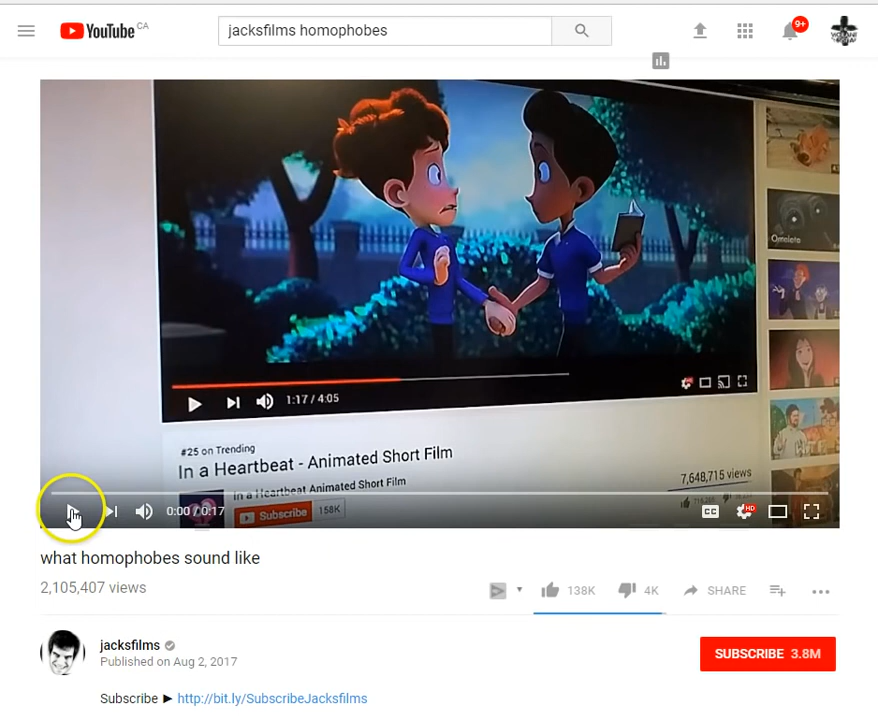 YouTube CA
jacksfilms homophobes
9+
Omeleto
1:17 / 4:05
#25 on Trending
In a Heartbeat - Animated Short Film
In a Heartbeat Animated Short Film
7,648,715 views
Subscribe 158K
0:00 / 0:17
CC
HD
what homophobes sound like
2,105,407 views
138K
4K
SHARE
jacksfilms
Published on Aug 2, 2017
SUBSCRIBE 3.8M
Subscribe ► http://bit.ly/SubscribeJacksfilms